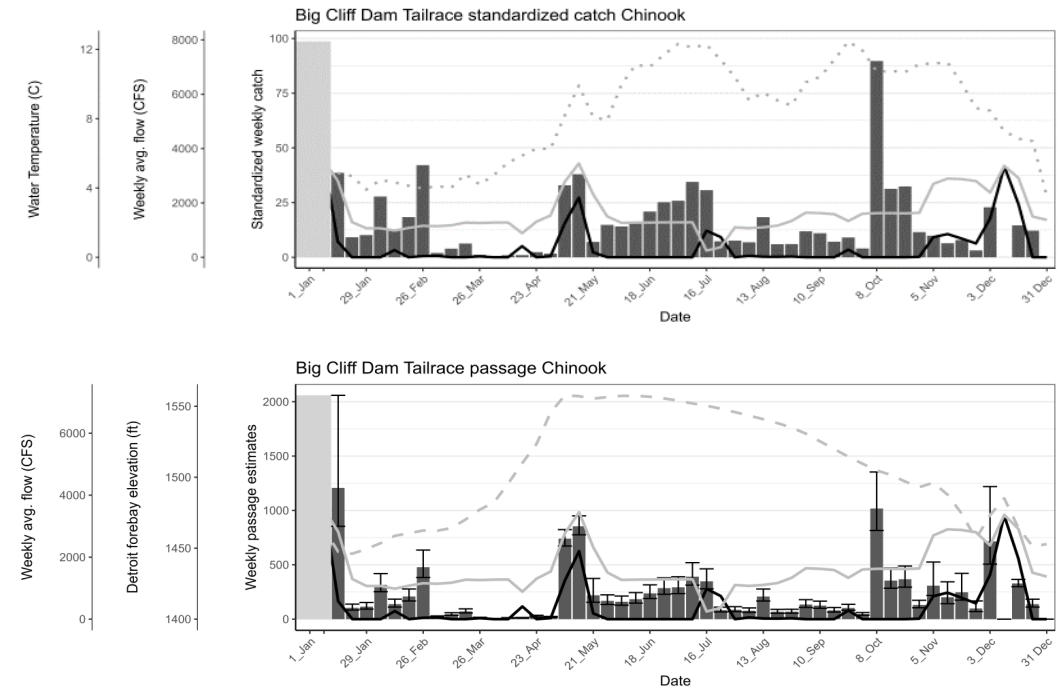 Big Cliff Dam Tailrace standardized catch Chinook
Water Temperature (C)
12
8
4
0
Weekly avg. flow (CFS)
8000
6000
4000
2000
0
Standardized weekly catch
100
75
50
25
0
1_Jan
29_Jan
26_Feb
26_Mar
23_Apr
21_May
18_Jun
16_Jul
13_Aug
10_Sep
8_Oct
5_Nov
3_Dec
31 Dec
Date
Big Cliff Dam Tailrace passage Chinook
Weekly avg. flow (CFS)
6000
4000
2000
0
Detroit forebay elevation (ft)
1550
1500
1450
1400
Weekly passage estimates
2000
1500
1000
500
0
1_Jan
29_Jan
26_Feb
26_Mar
23_Apr
21_May
18_Jun
16_Jul
13_Aug
10_Sep
8_Oct
5_Nov
3_Dec
31 Dec
Date